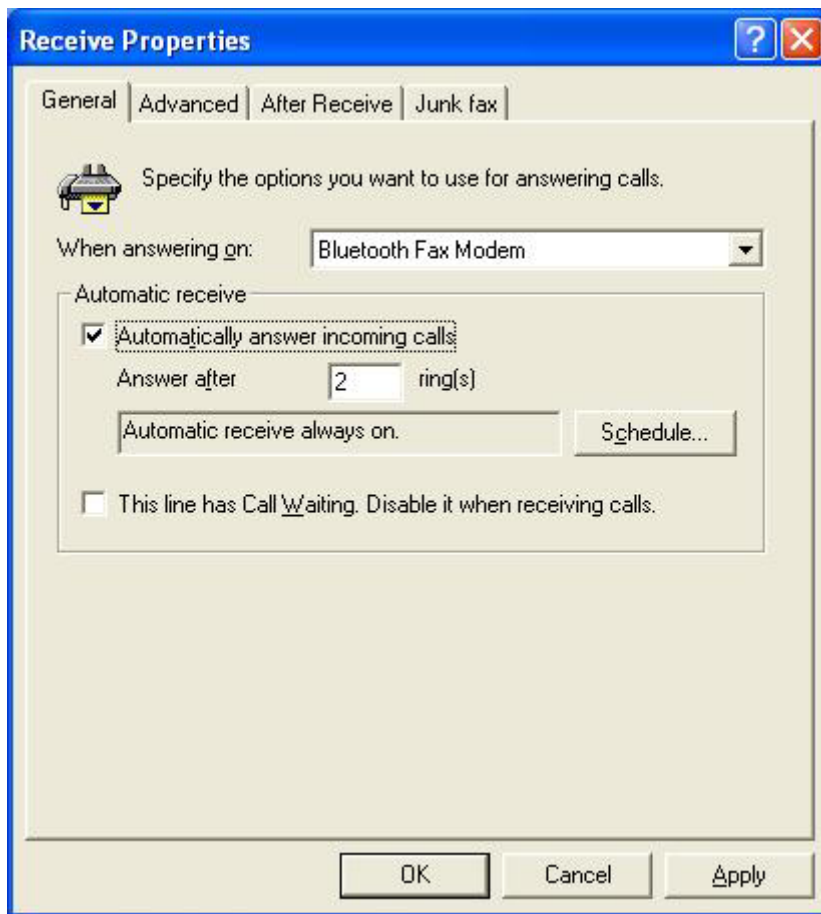 Receive Properties
General Advanced After Receive Junk fax
Specify the options you want to use for answering calls.
When answering on: Bluetooth Fax Modem
Automatic receive
Automatically answer incoming calls
Answer after 2 ring(s)
Automatic receive always on. Schedule...
This line has Call Waiting. Disable it when receiving calls.
OK Cancel Apply